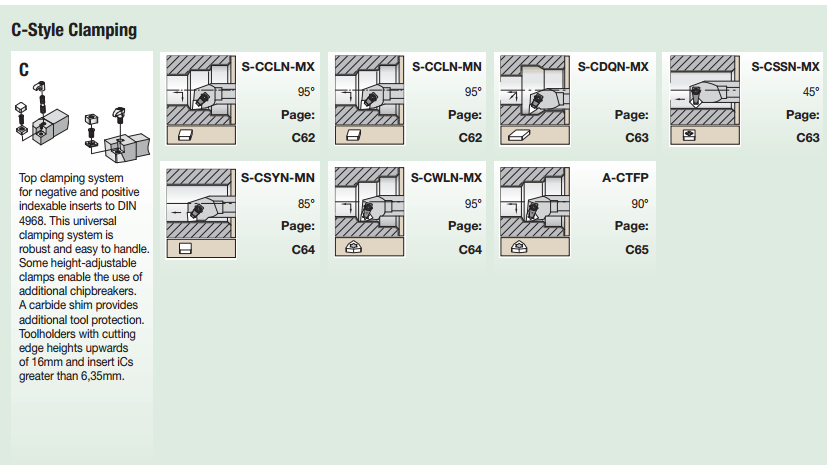 C-Style Clamping
C
Top clamping system
for negative and positive
indexable inserts to DIN
4968. This universal
clamping system is
robust and easy to handle.
Some height-adjustable
clamps enable the use of
additional chipbreakers.
A carbide shim provides
additional tool protection.
Toolholders with cutting
edge heights upwards
of 16mm and insert iCs
greater than 6,35mm.
S-CCLN-MX
95°
Page:
C62
S-CCLN-MN
95°
Page:
C62
S-CDQN-MX
Page:
C63
S-CSSN-MX
45°
Page:
C63
S-CSYN-MN
85°
Page:
C64
S-CWLN-MX
95°
Page:
C64
A-CTFP
90°
Page:
C65